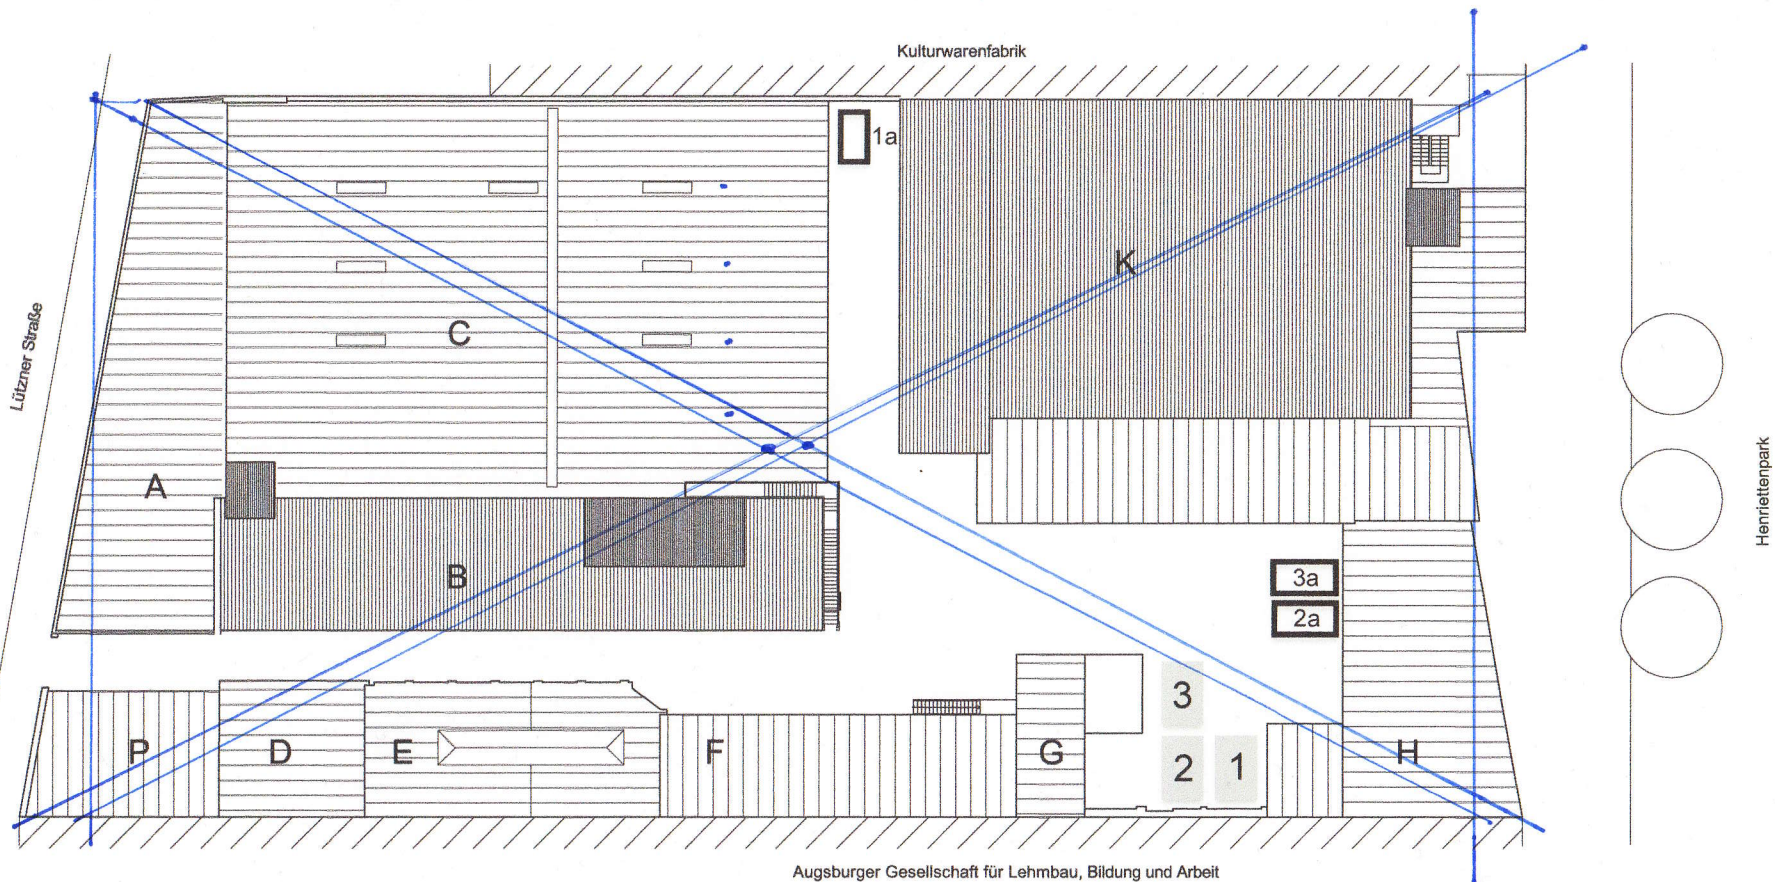 Kulturwarenfabrik
1a
K
C
Lützner Straße
A
Henriettenpark
B
3a
2a
3
P
D
E
F
G
2
1
H
Augsburger Gesellschaft für Lehmbau, Bildung und Arbeit